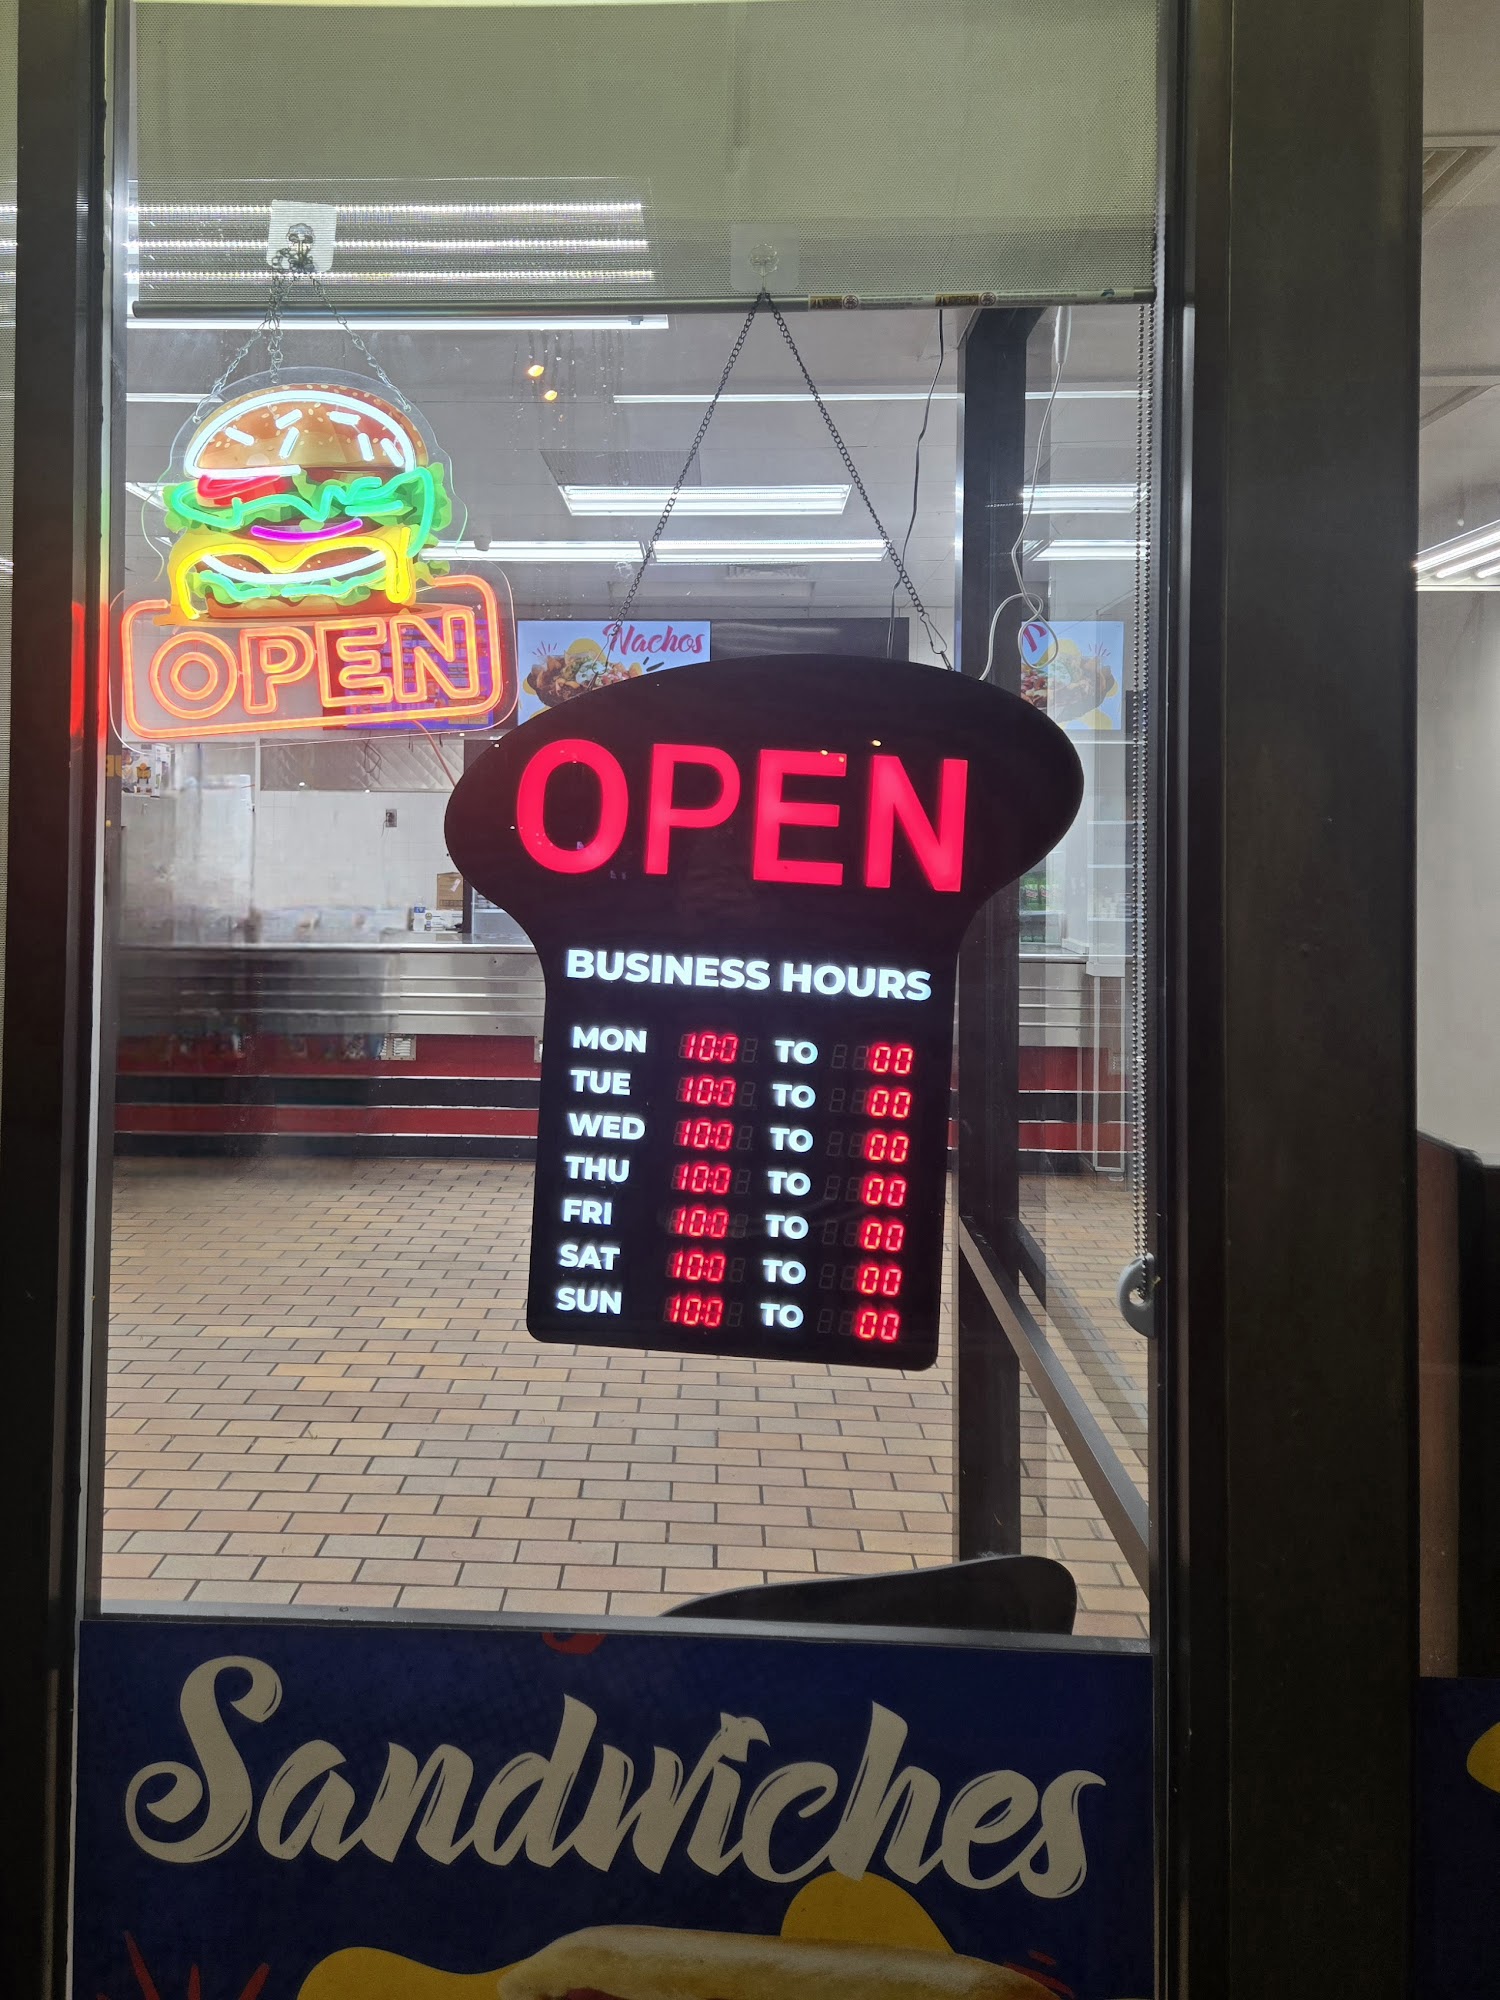 OPEN
Nachos
OPEN
BUSINESS HOURS
MON 10:0 TO 00
TUE 10:0 TO 00
WED 10:0 TO 00
THU 10:0 TO 00
FRI 10:0 TO 00
SAT 10:0 TO 00
SUN 10:0 TO 00
Sandwiches